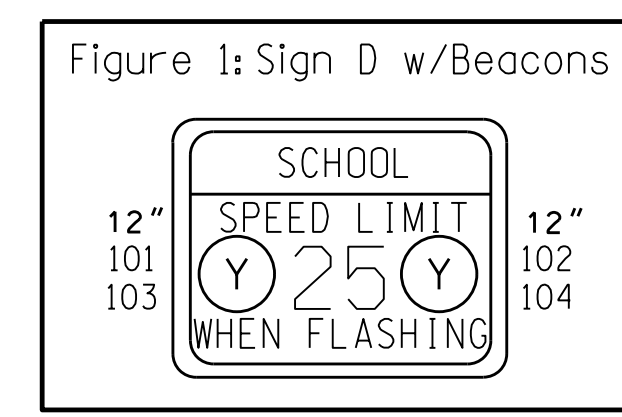 Figure 1: Sign D w/Beacons
SCHOOL
12" SPEED LIMIT 12"
101 Y 25 Y 102
103 104
WHEN FLASHING